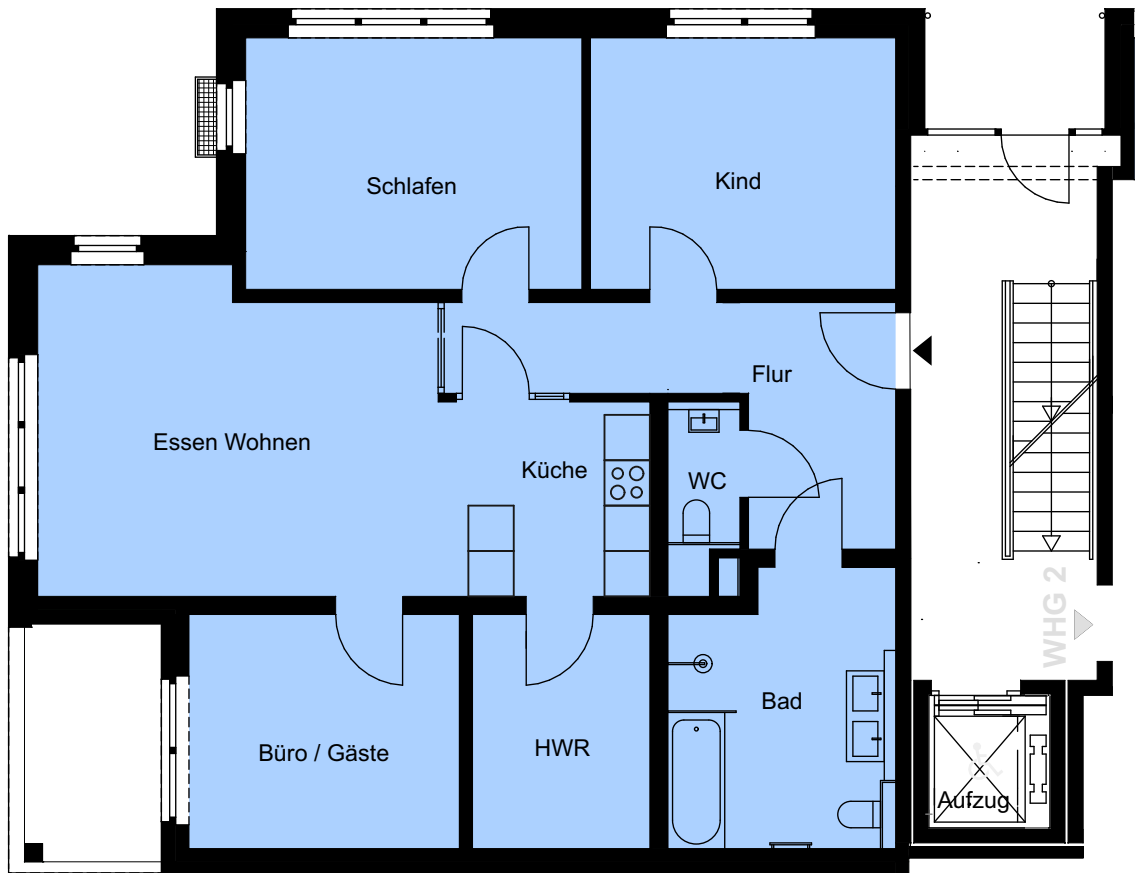 Schlafen
Kind
Flur
Essen Wohnen
Küche
WC
WHG 2
Bad
Büro / Gäste
HWR
Aufzug